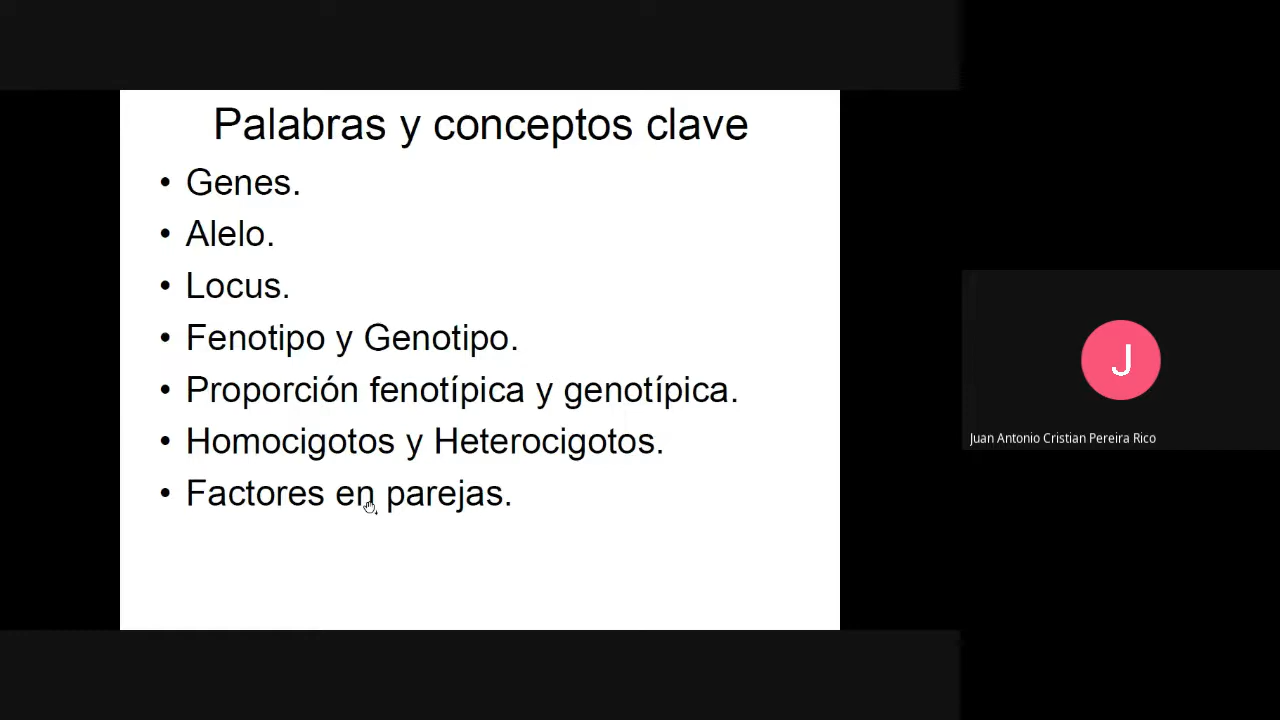 Palabras y conceptos clave
• Genes.
• Alelo.
• Locus.
• Fenotipo y Genotipo.
• Proporción fenotípica y genotípica.
• Homocigotos y Heterocigotos.
• Factores en parejas.
J
Juan Antonio Cristian Pereira Rico